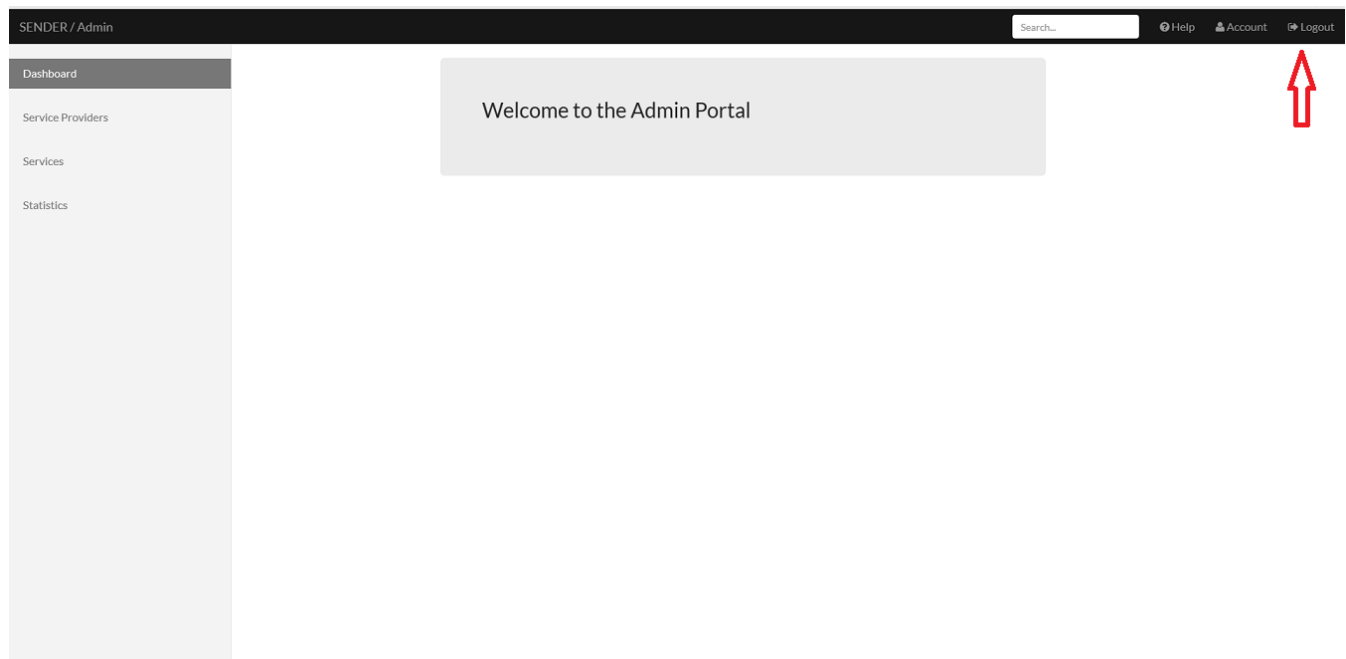 SENDER / Admin
Search...
Help
Account
Logout
Dashboard
Service Providers
Services
Statistics
Welcome to the Admin Portal